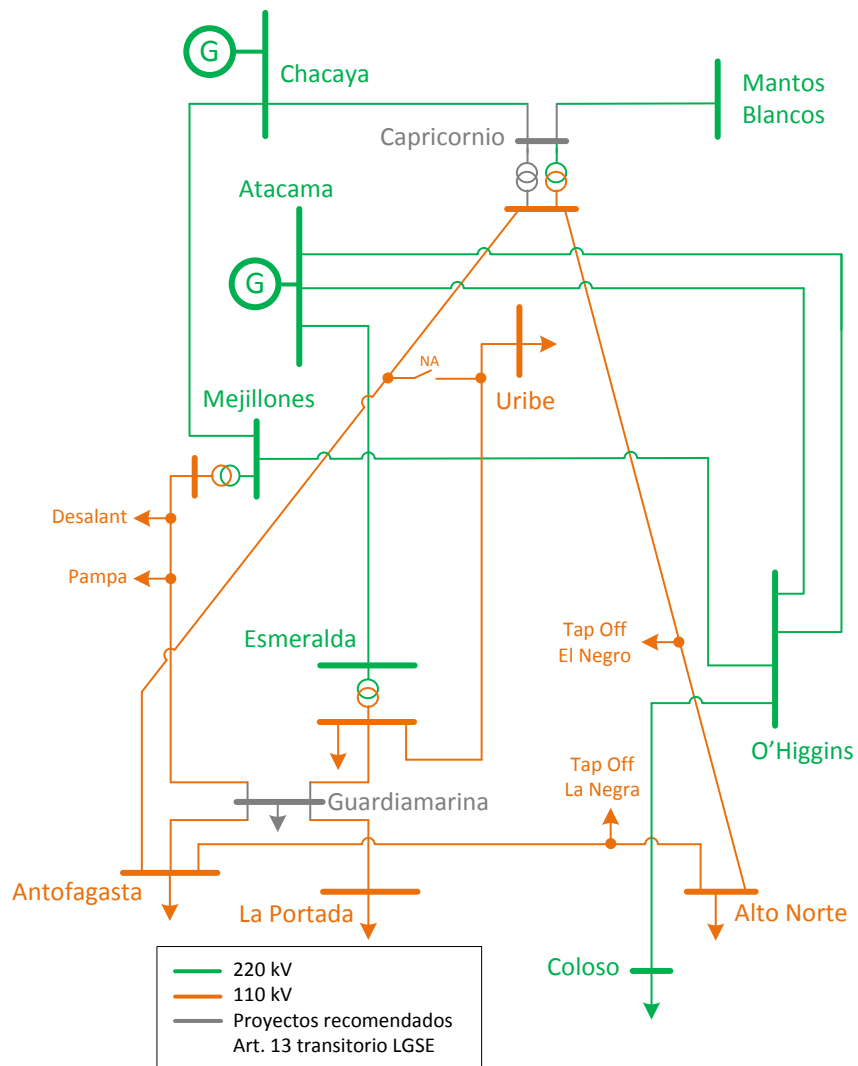 G
Chacaya
Mantos
Blancos
Capricornio
Atacama
G
NA
Uribe
Mejillones
Desalant
Pampa
Esmeralda
Tap Off
El Negro
O'Higgins
Tap Off
La Negra
Guardiamarina
Antofagasta
La Portada
Alto Norte
Coloso
220 kV
110 kV
Proyectos recomendados
Art. 13 transitorio LGSE